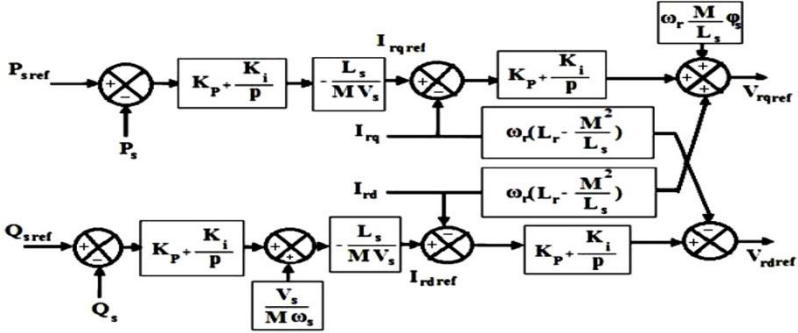 ω_r M/L_s φ_s
I_rq ref
P_s ref
K_P + K_i/p
- L_s/(M V_s)
K_P + K_i/p
V_rq ref
P_s
I_rq
ω_r(L_r - M²/L_s)
I_rd
ω_r(L_r - M²/L_s)
Q_s ref
K_P + K_i/p
- L_s/(M V_s)
K_P + K_i/p
V_rd ref
I_rd ref
Q_s
V_s/(M ω_s)